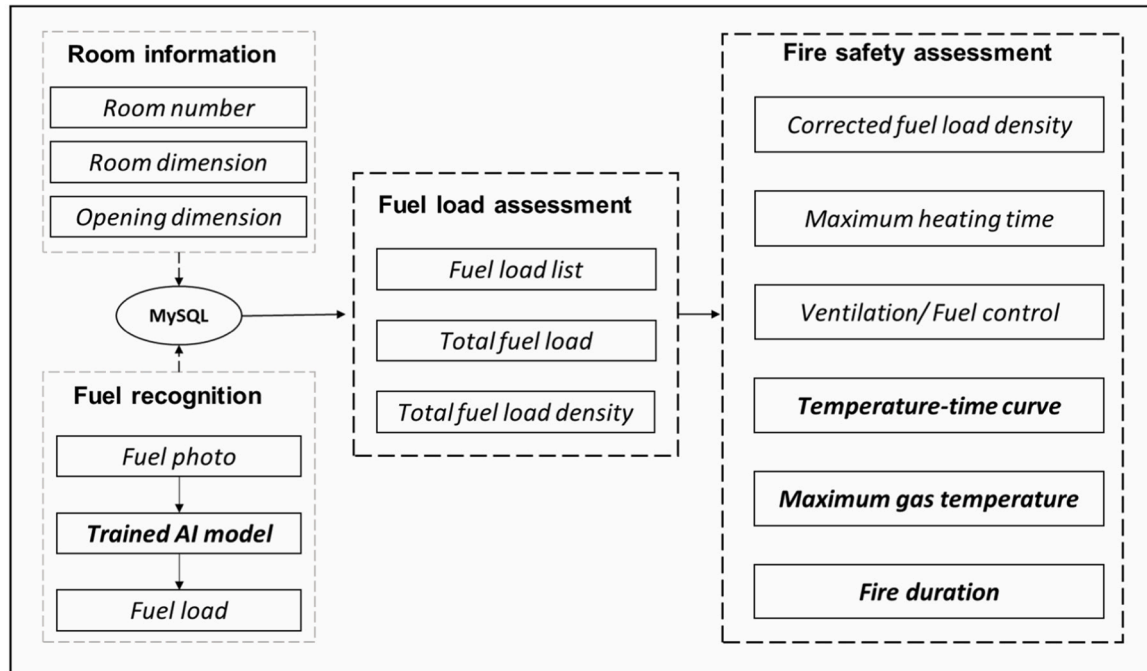 Room information
Room number
Room dimension
Opening dimension
MySQL
Fuel recognition
Fuel photo
Trained AI model
Fuel load
Fuel load assessment
Fuel load list
Total fuel load
Total fuel load density
Fire safety assessment
Corrected fuel load density
Maximum heating time
Ventilation/ Fuel control
Temperature-time curve
Maximum gas temperature
Fire duration